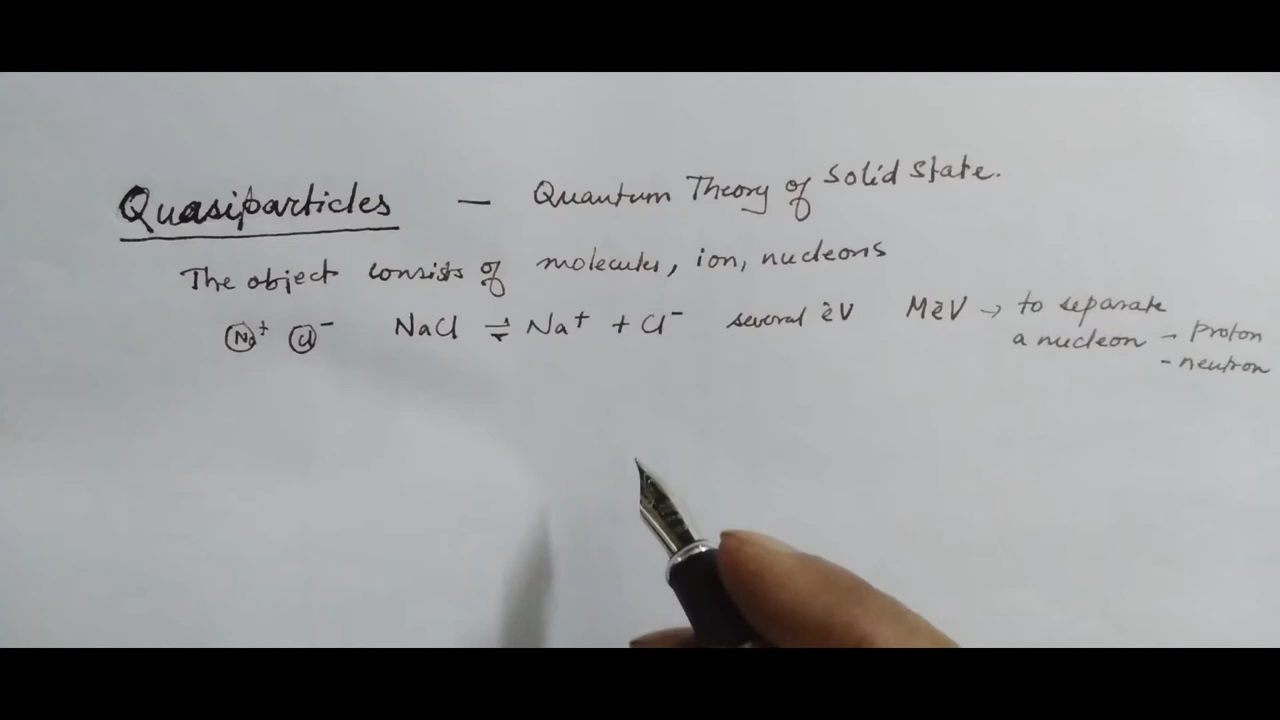 Quasiparticles — Quantum Theory of Solid State.
The object consists of molecules, ion, nucleons
Na⁺ Cl⁻ NaCl ⇌ Na⁺ + Cl⁻ several eV MeV → to separate
a nucleon - proton
- neutron